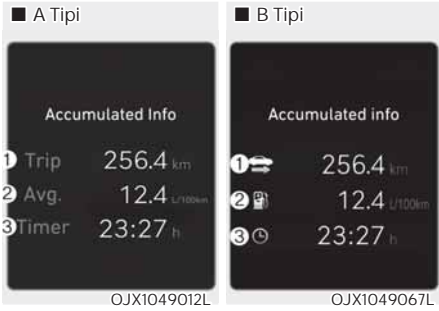 ■ A Tipi
Accumulated Info
1 Trip 256.4 km
2 Avg. 12.4 L/100km
3 Timer 23:27 h
OJX1049012L
■ B Tipi
Accumulated info
1 256.4 km
2 12.4 L/100km
3 23:27 h
OJX1049067L